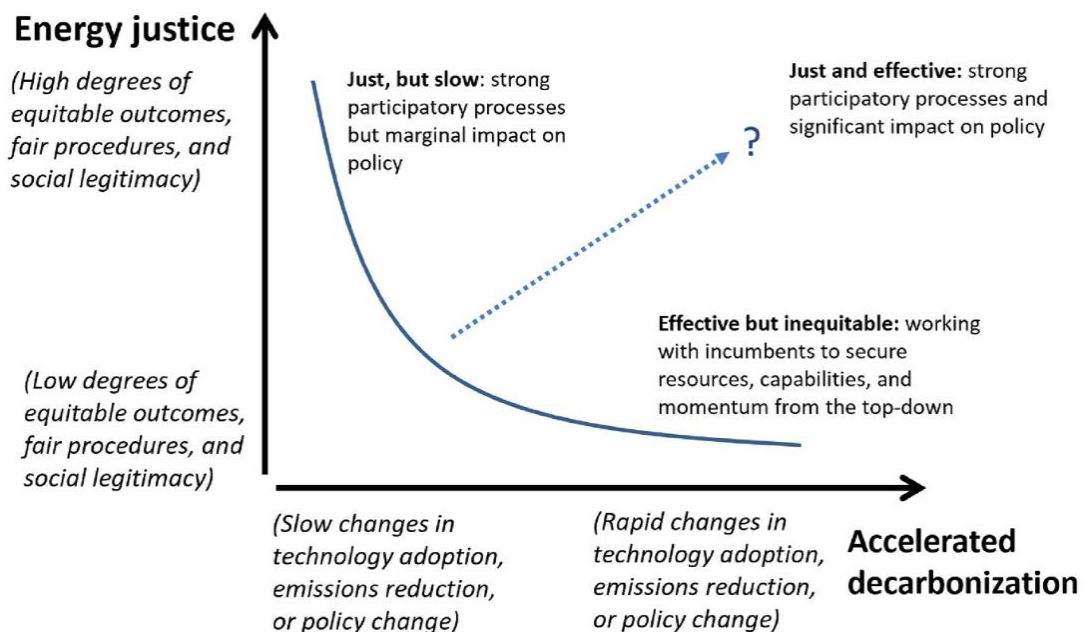 Energy justice
(High degrees of
equitable outcomes,
fair procedures, and
social legitimacy)
Just, but slow: strong
participatory processes
but marginal impact on
policy
Just and effective: strong
participatory processes and
significant impact on policy
?
Effective but inequitable: working
with incumbents to secure
resources, capabilities, and
momentum from the top-down
(Low degrees of
equitable outcomes,
fair procedures, and
social legitimacy)
(Slow changes in
technology adoption,
emissions reduction,
or policy change)
(Rapid changes in
technology adoption,
emissions reduction,
or policy change)
Accelerated
decarbonization